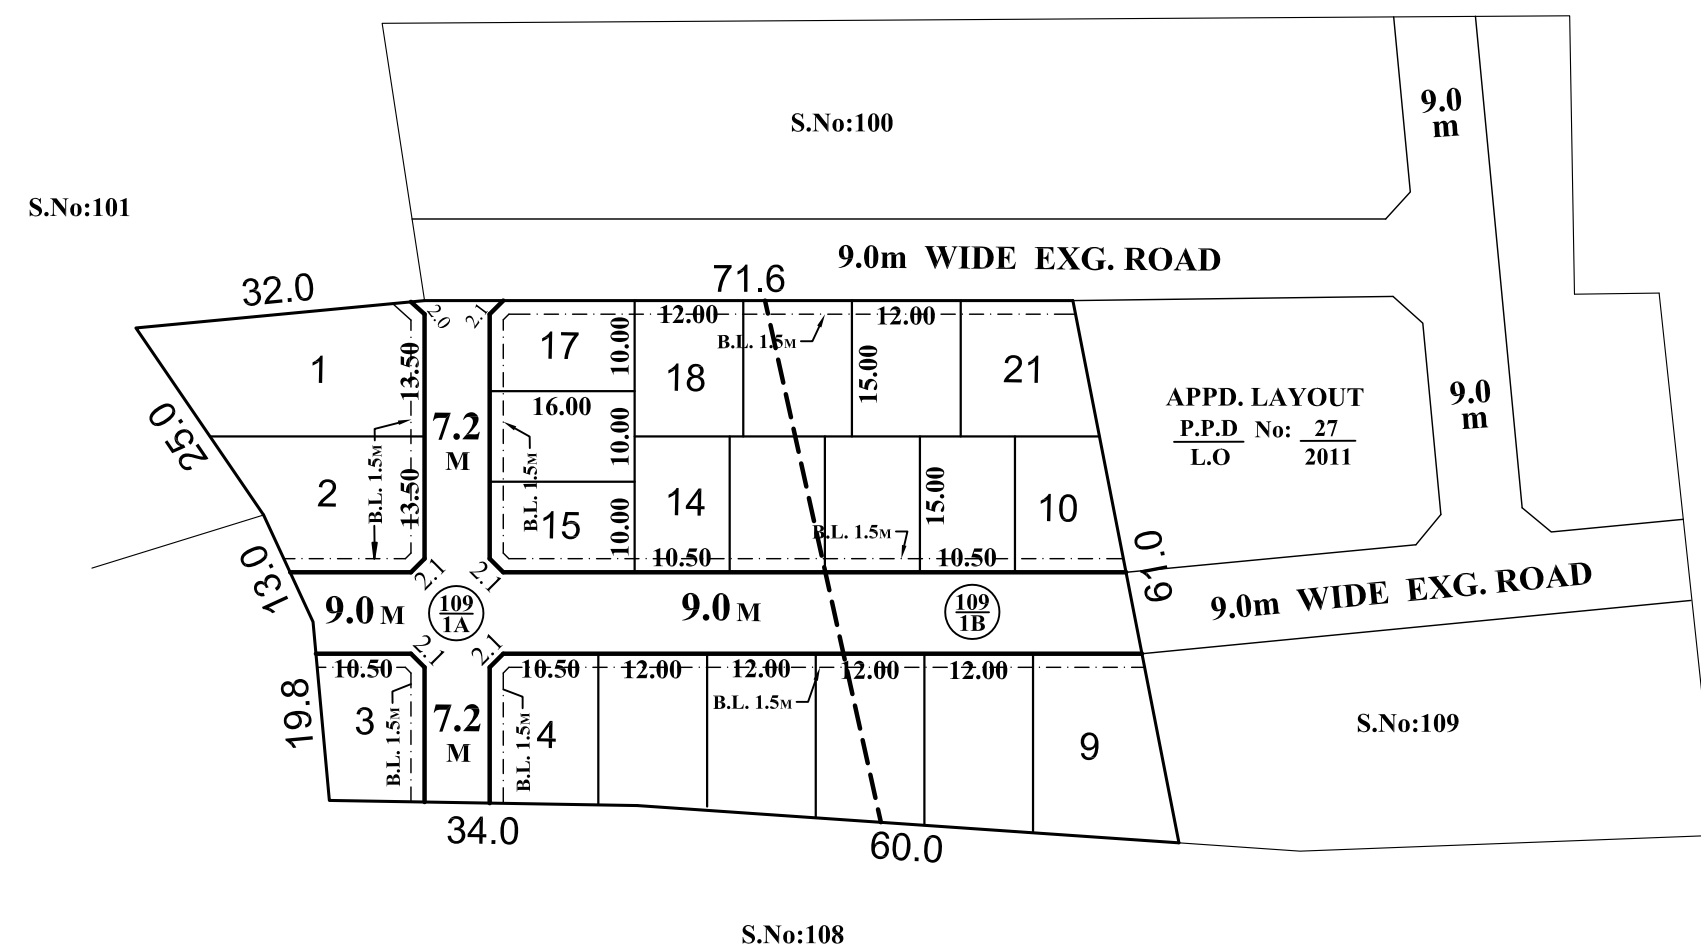 S.No:100
9.0
m
S.No:101
9.0m WIDE EXG. ROAD
71.6
32.0
2.0
2.1
12.00
12.00
B.L. 1.5M
1
13.50
17
10.00
18
15.00
21
16.00
7.2
M
25.0
APPD. LAYOUT
P.P.D No: 27
L.O 2011
9.0
m
2
B.L. 1.5M
13.50
B.L. 1.5M
10.00
15
10.00
14
15.00
10
B.L. 1.5M
10.50
10.50
61.0
13.0
2.1
2.1
9.0 M
109
1A
9.0 M
109
1B
9.0m WIDE EXG. ROAD
2.1
2.1
10.50
10.50
12.00
12.00
12.00
12.00
B.L. 1.5M
19.8
3
B.L. 1.5M
7.2
M
B.L. 1.5M
4
9
S.No:109
34.0
60.0
S.No:108